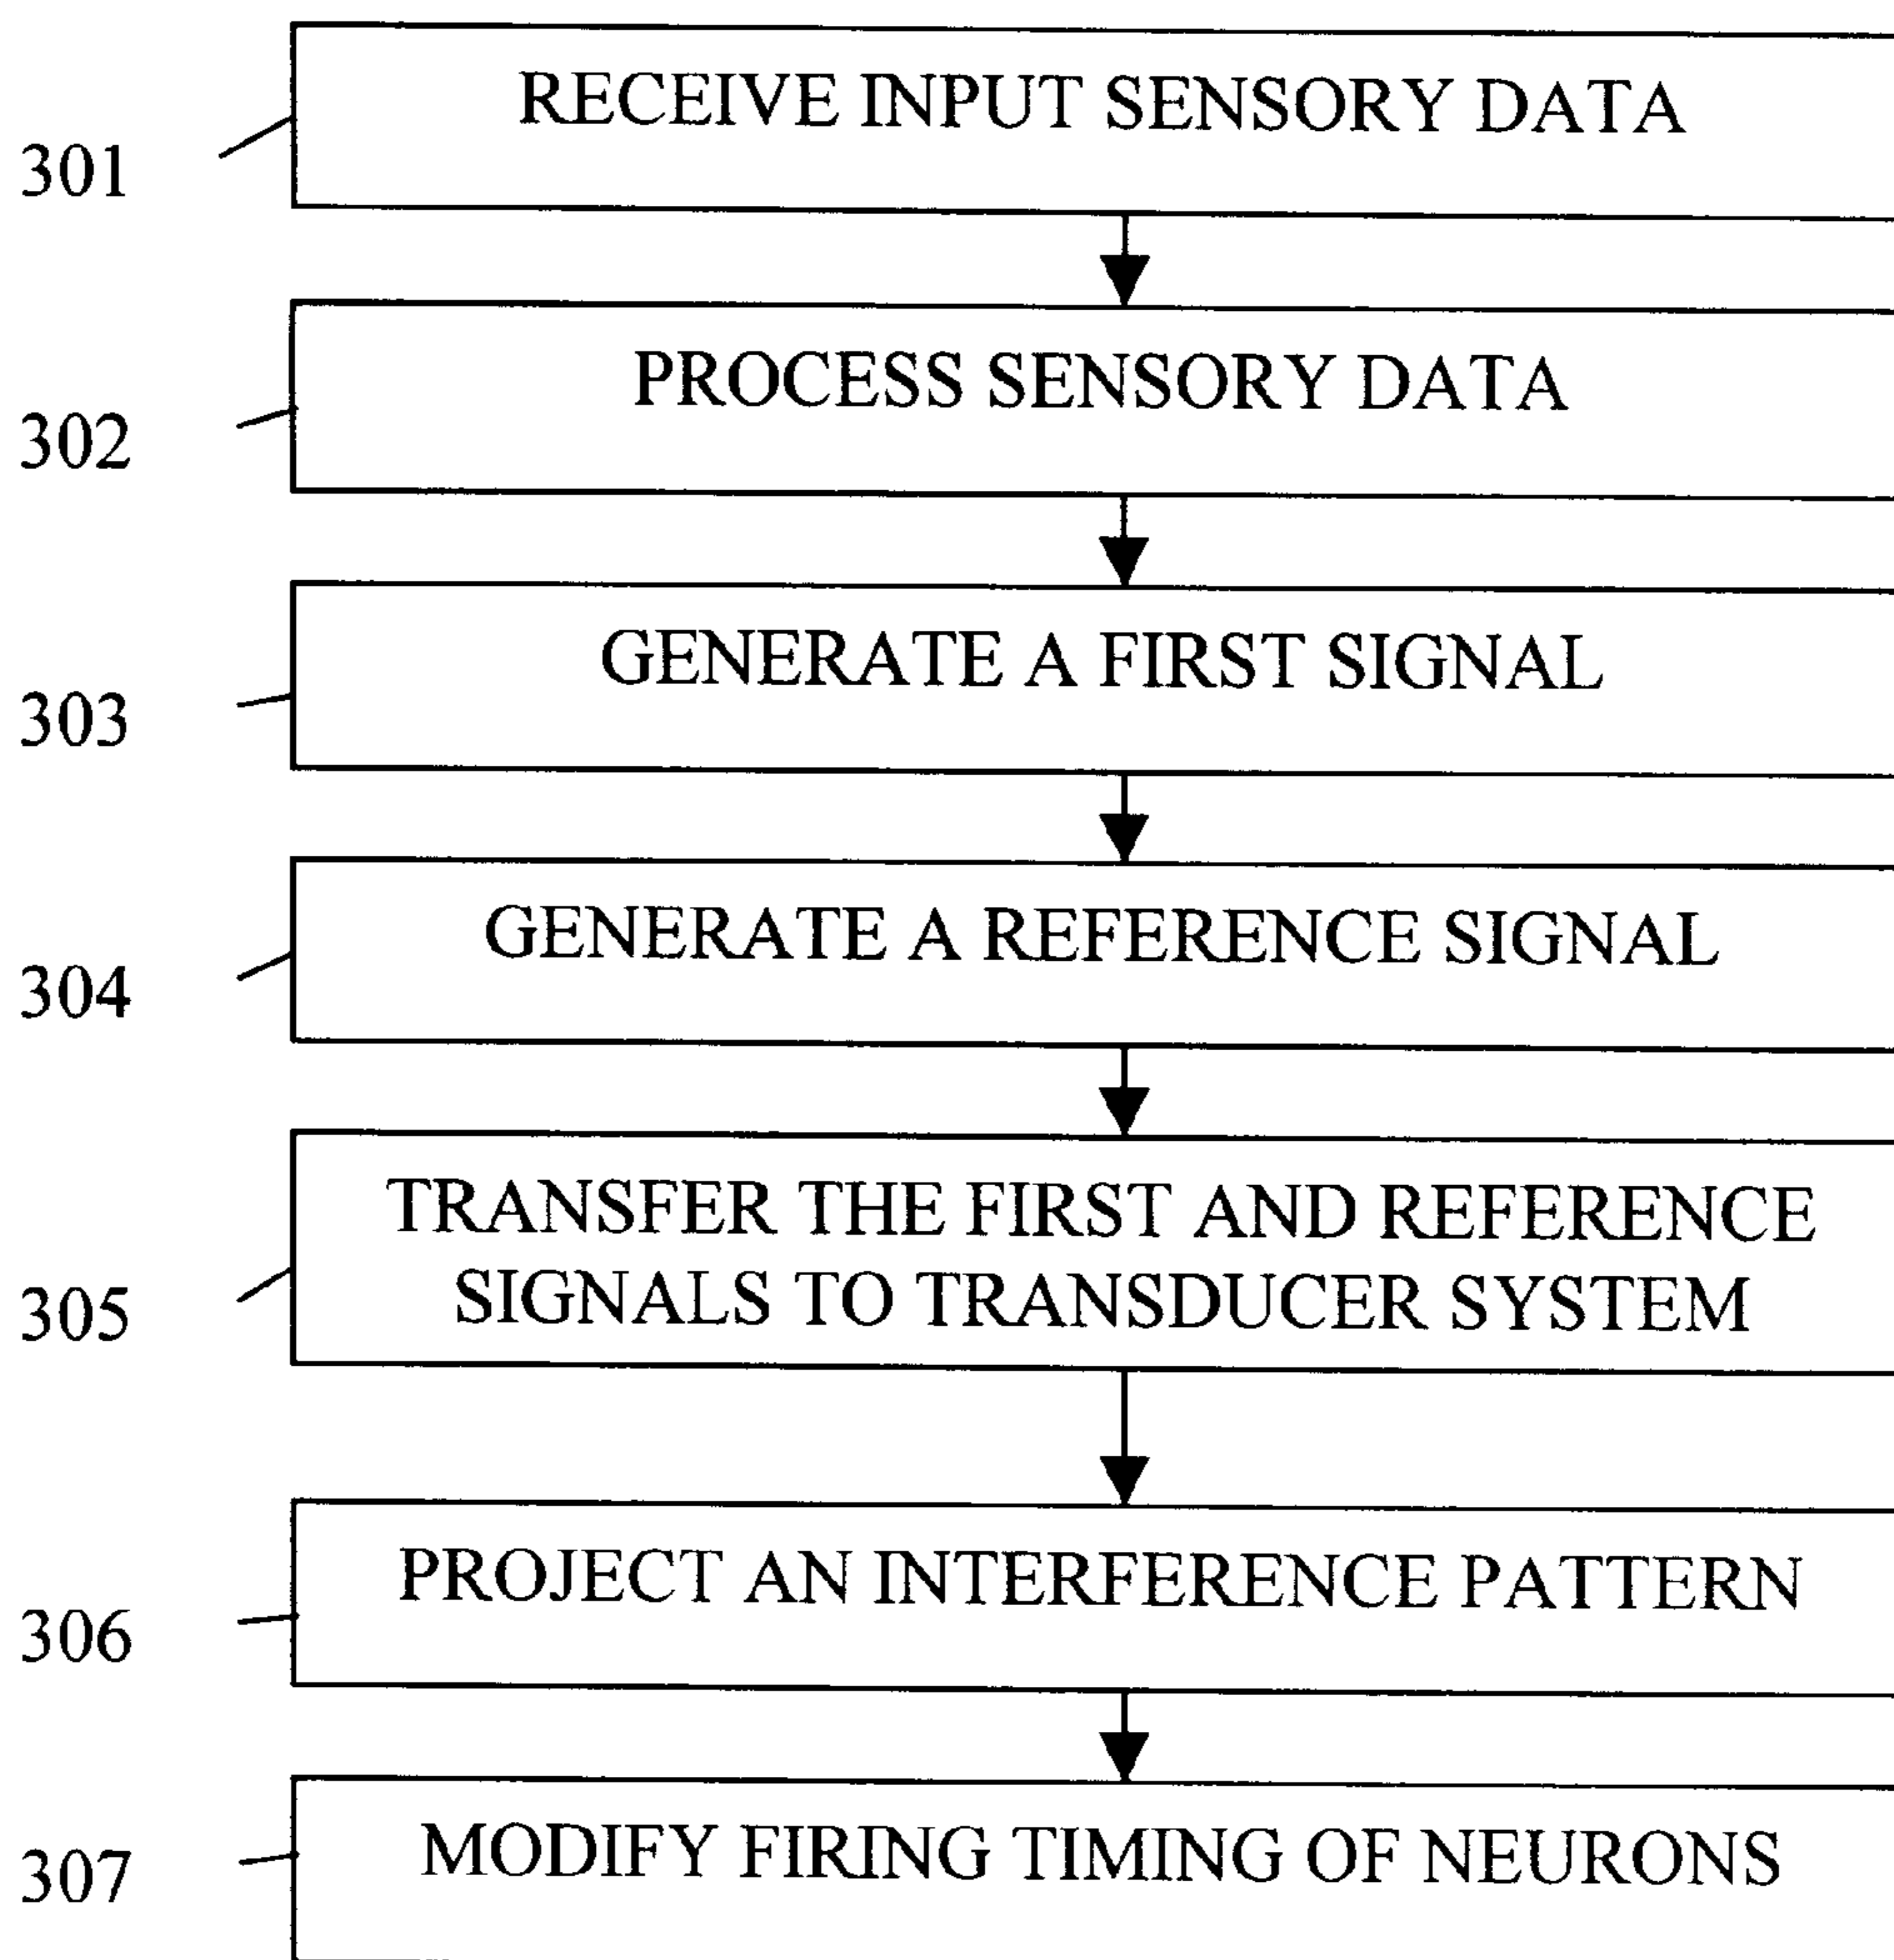 RECEIVE INPUT SENSORY DATA
301
PROCESS SENSORY DATA
302
GENERATE A FIRST SIGNAL
303
GENERATE A REFERENCE SIGNAL
304
TRANSFER THE FIRST AND REFERENCE
SIGNALS TO TRANSDUCER SYSTEM
305
PROJECT AN INTERFERENCE PATTERN
306
MODIFY FIRING TIMING OF NEURONS
307